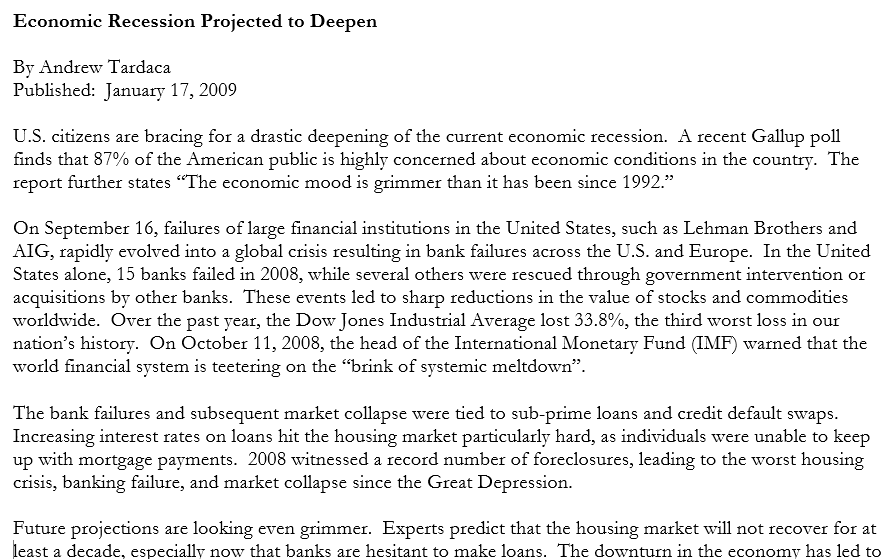 Economic Recession Projected to Deepen
By Andrew Tardaca
Published:  January 17, 2009
U.S. citizens are bracing for a drastic deepening of the current economic recession.  A recent Gallup poll
finds that 87% of the American public is highly concerned about economic conditions in the country.  The
report further states “The economic mood is grimmer than it has been since 1992.”
On September 16, failures of large financial institutions in the United States, such as Lehman Brothers and
AIG, rapidly evolved into a global crisis resulting in bank failures across the U.S. and Europe.  In the United
States alone, 15 banks failed in 2008, while several others were rescued through government intervention or
acquisitions by other banks.  These events led to sharp reductions in the value of stocks and commodities
worldwide.  Over the past year, the Dow Jones Industrial Average lost 33.8%, the third worst loss in our
nation’s history.  On October 11, 2008, the head of the International Monetary Fund (IMF) warned that the
world financial system is teetering on the “brink of systemic meltdown”.
The bank failures and subsequent market collapse were tied to sub-prime loans and credit default swaps.
Increasing interest rates on loans hit the housing market particularly hard, as individuals were unable to keep
up with mortgage payments.  2008 witnessed a record number of foreclosures, leading to the worst housing
crisis, banking failure, and market collapse since the Great Depression.
Future projections are looking even grimmer.  Experts predict that the housing market will not recover for at
least a decade, especially now that banks are hesitant to make loans.  The downturn in the economy has led to